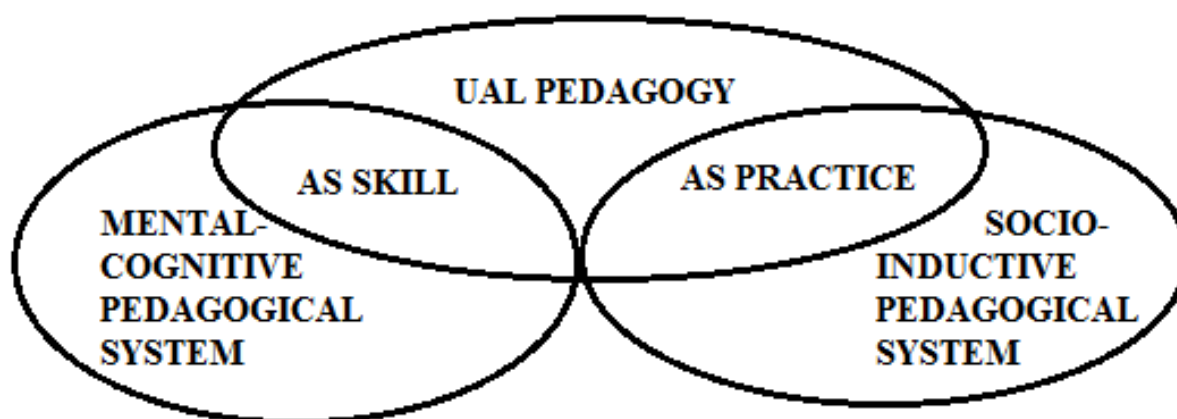 UAL PEDAGOGY
AS SKILL
AS PRACTICE
MENTAL-
COGNITIVE
PEDAGOGICAL
SYSTEM
SOCIO-
INDUCTIVE
PEDAGOGICAL
SYSTEM